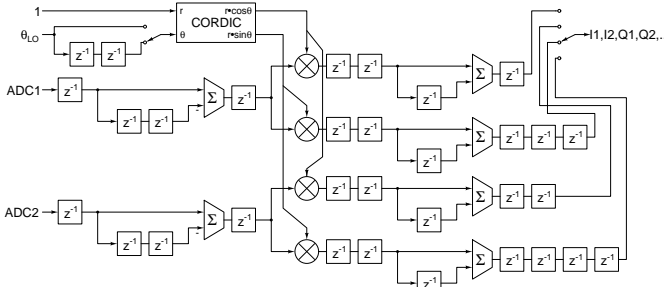 1
r
r•cosθ
CORDIC
θLO
θ
r•sinθ
z-1 z-1
z-1 z-1 Σ z-1
I1,I2,Q1,Q2,.
ADC1 z-1 Σ z-1
z-1
z-1 z-1 -
z-1 z-1 Σ z-1 z-1 z-1
z-1
z-1 z-1 Σ z-1 z-1
ADC2 z-1 Σ z-1
z-1
z-1 z-1 -
z-1 z-1 Σ z-1 z-1 z-1 z-1
z-1